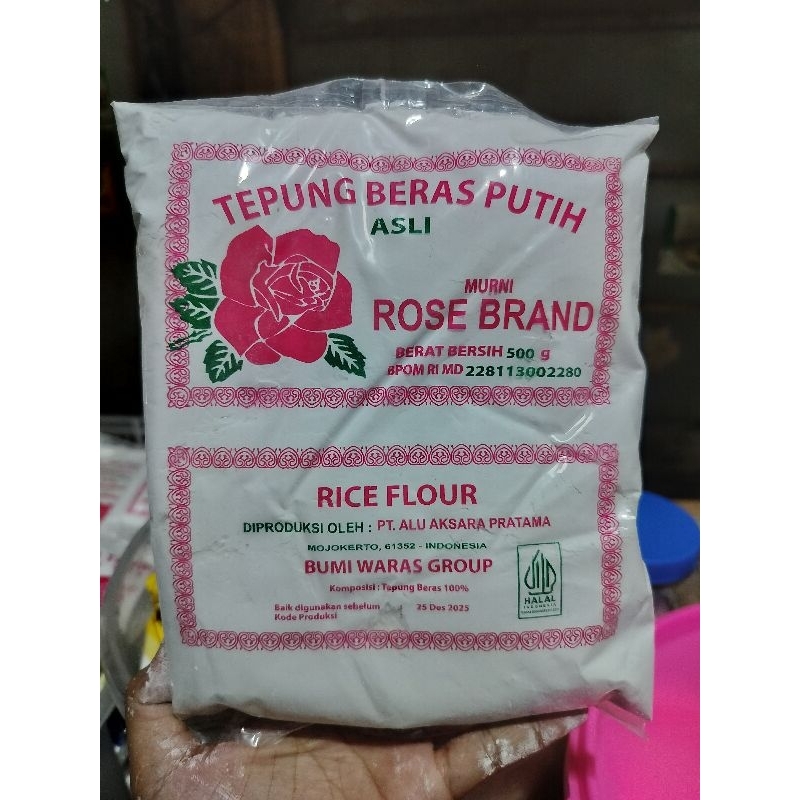 TEPUNG BERAS PUTIH
ASLI
MURNI
ROSE BRAND
BERAT BERSIH 500 g
BPOM RI MD 228113002280
RICE FLOUR
DIPRODUKSI OLEH : PT. ALU AKSARA PRATAMA
MOJOKERTO, 61352 - INDONESIA
BUMI WARAS GROUP
Komposisi : Tepung Beras 100%
Baik digunakan sebelum 25 Des 2025
Kode Produksi
HALAL
INDONESIA